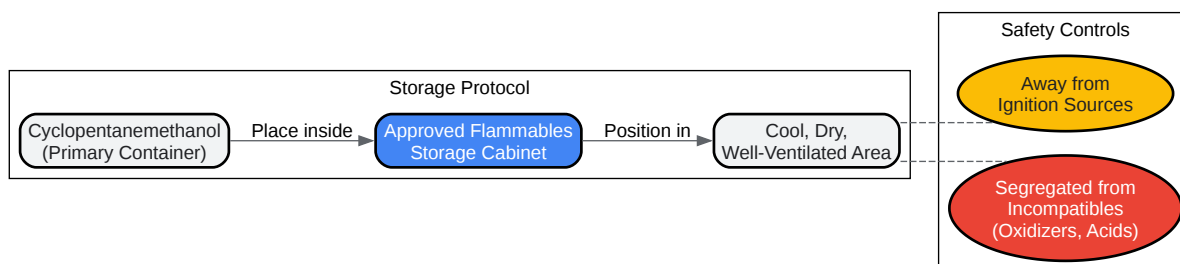 Safety Controls
Storage Protocol
Cyclopentanemethanol
(Primary Container)
Place inside
Approved Flammables
Storage Cabinet
Position in
Cool, Dry,
Well-Ventilated Area
Away from
Ignition Sources
Segregated from
Incompatibles
(Oxidizers, Acids)